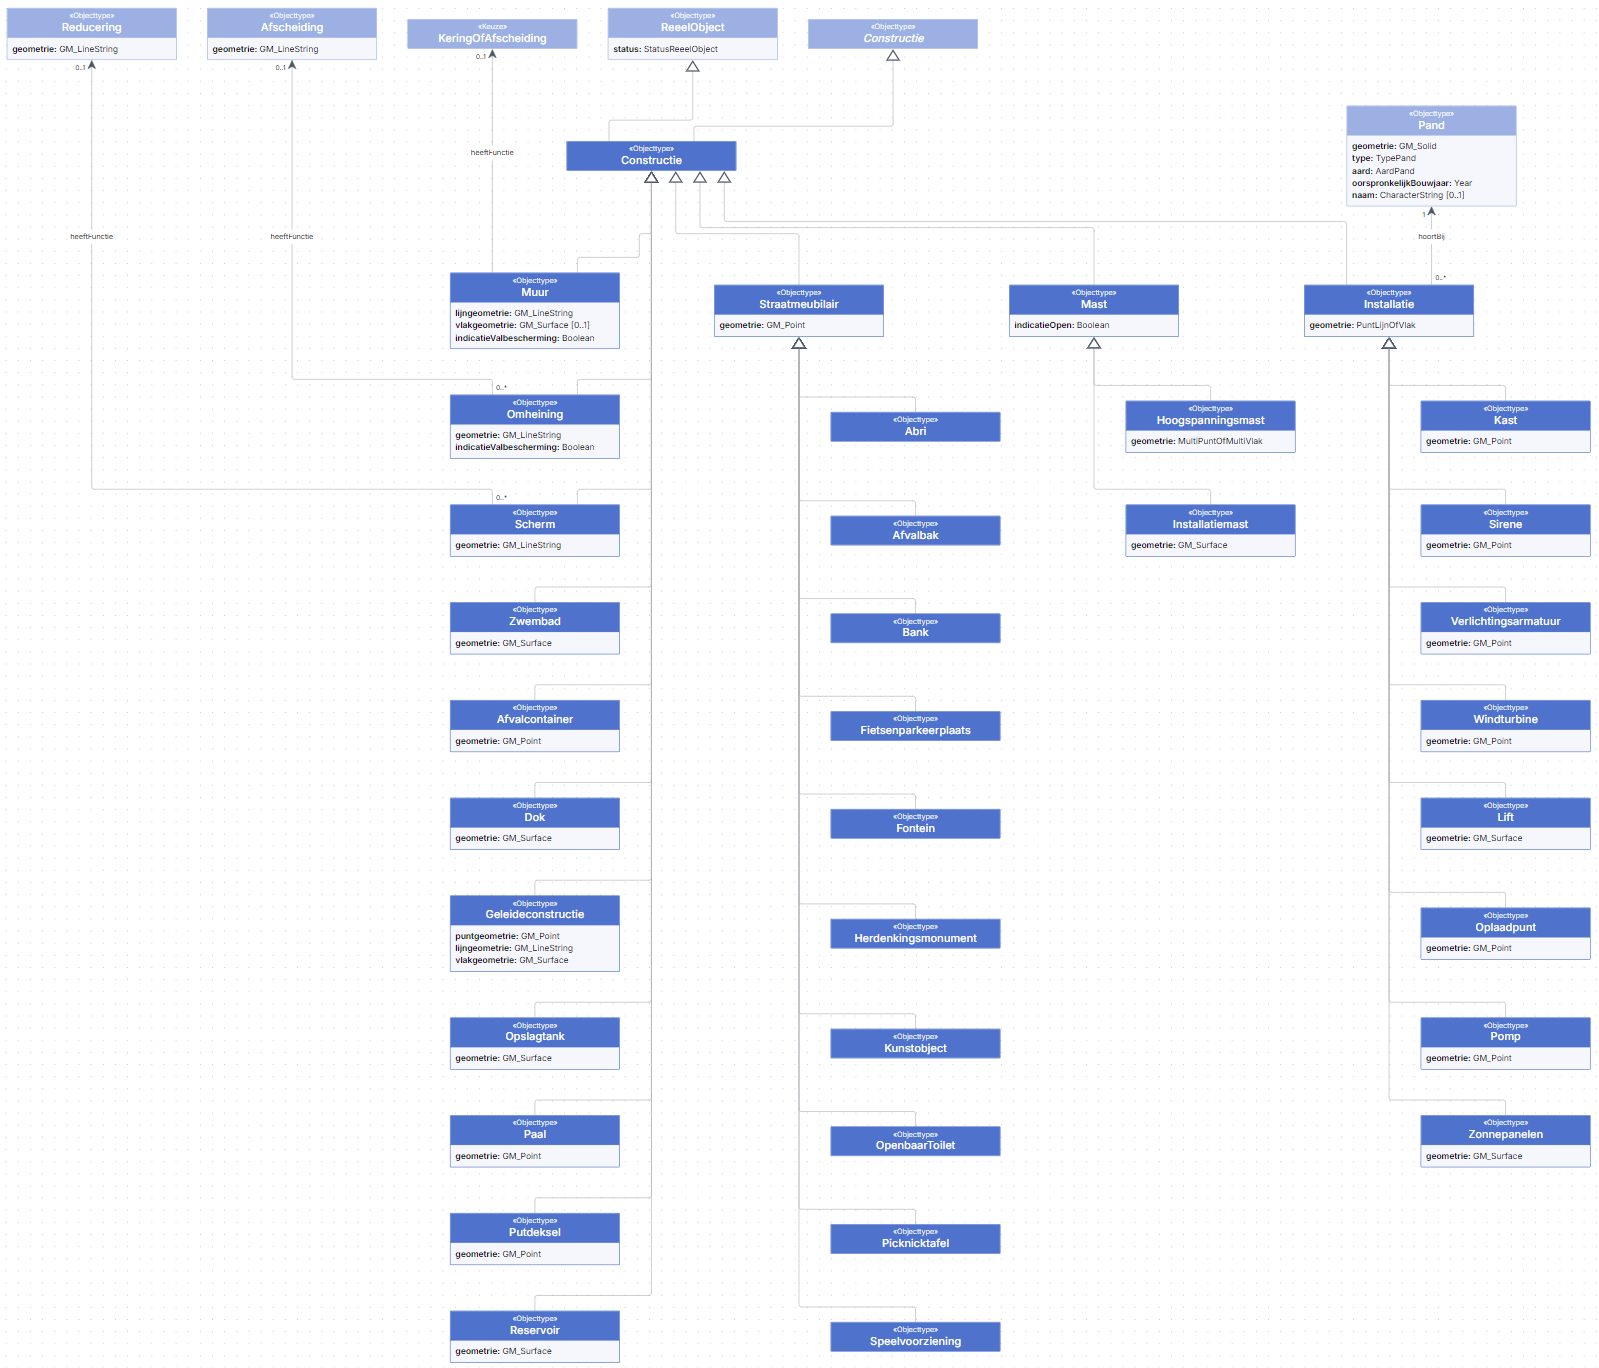 «Objecttype»
Reducering
geometrie: GM_LineString
0..1
«Objecttype»
Afscheiding
geometrie: GM_LineString
0..1
«Keuze»
KeringOfAfscheiding
0..1
«Objecttype»
ReeelObject
status: StatusReeelObject
«Objecttype»
Constructie
«Objecttype»
Constructie
heeftFunctie
heeftFunctie
heeftFunctie
«Objecttype»
Pand
geometrie: GM_Solid
type: TypePand
aard: AardPand
oorspronkelijkBouwjaar: Year
naam: CharacterString [0..1]
1
hoortBij
0..*
«Objecttype»
Muur
lijngeometrie: GM_LineString
vlakgeometrie: GM_Surface [0..1]
indicatieValbescherming: Boolean
«Objecttype»
Straatmeubilair
geometrie: GM_Point
«Objecttype»
Mast
indicatieOpen: Boolean
«Objecttype»
Installatie
geometrie: PuntLijnOfVlak
0..*
«Objecttype»
Omheining
geometrie: GM_LineString
indicatieValbescherming: Boolean
0..*
«Objecttype»
Scherm
geometrie: GM_LineString
«Objecttype»
Zwembad
geometrie: GM_Surface
«Objecttype»
Afvalcontainer
geometrie: GM_Point
«Objecttype»
Dok
geometrie: GM_Surface
«Objecttype»
Geleideconstructie
puntgeometrie: GM_Point
lijngeometrie: GM_LineString
vlakgeometrie: GM_Surface
«Objecttype»
Opslagtank
geometrie: GM_Surface
«Objecttype»
Paal
geometrie: GM_Point
«Objecttype»
Putdeksel
geometrie: GM_Point
«Objecttype»
Reservoir
geometrie: GM_Surface
«Objecttype»
Abri
«Objecttype»
Afvalbak
«Objecttype»
Bank
«Objecttype»
Fietsenparkeerplaats
«Objecttype»
Fontein
«Objecttype»
Herdenkingsmonument
«Objecttype»
Kunstobject
«Objecttype»
OpenbaarToilet
«Objecttype»
Picknicktafel
«Objecttype»
Speelvoorziening
«Objecttype»
Hoogspanningsmast
geometrie: MultiPuntOfMultiVlak
«Objecttype»
Installatiemast
geometrie: GM_Surface
«Objecttype»
Kast
geometrie: GM_Point
«Objecttype»
Sirene
geometrie: GM_Point
«Objecttype»
Verlichtingsarmatuur
geometrie: GM_Point
«Objecttype»
Windturbine
geometrie: GM_Point
«Objecttype»
Lift
geometrie: GM_Surface
«Objecttype»
Oplaadpunt
geometrie: GM_Point
«Objecttype»
Pomp
geometrie: GM_Point
«Objecttype»
Zonnepanelen
geometrie: GM_Surface